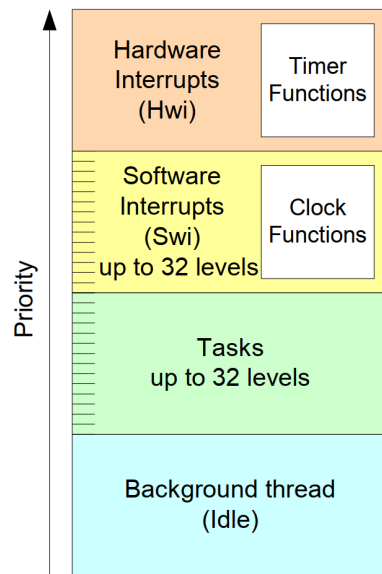 Hardware
Interrupts
(Hwi)
Timer
Functions
Software
Interrupts
(Swi)
up to 32 levels
Clock
Functions
Priority
Tasks
up to 32 levels
Background thread
(Idle)